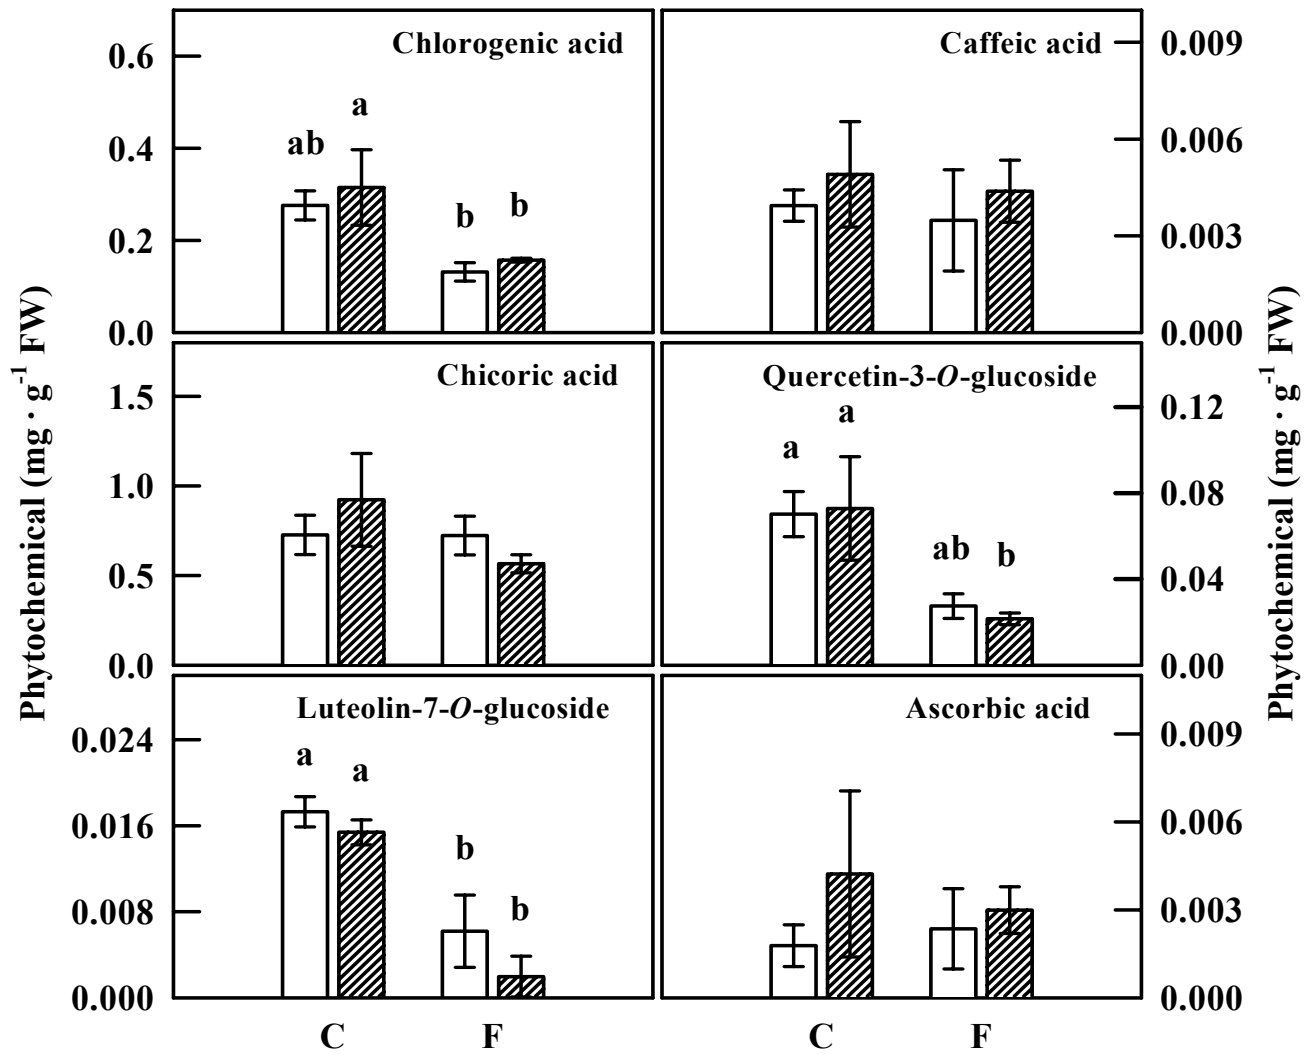 Chlorogenic acid
0.6
0.4
0.2
0.0
ab
a
b
b
Caffeic acid
0.009
0.006
0.003
0.000
Chicoric acid
1.5
1.0
0.5
0.0
Quercetin-3-O-glucoside
0.12
0.08
0.04
0.00
a
a
ab
b
Luteolin-7-O-glucoside
0.024
0.016
0.008
0.000
a
a
b
b
Ascorbic acid
0.009
0.006
0.003
0.000
C
F
C
F
Phytochemical (mg · g⁻¹ FW)
Phytochemical (mg · g⁻¹ FW)